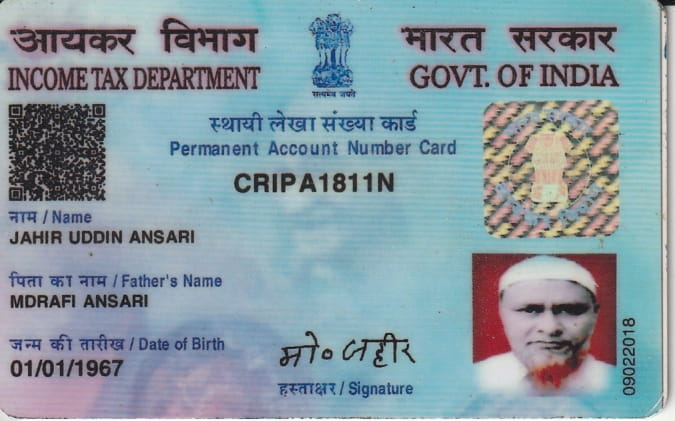 आयकर विभाग
INCOME TAX DEPARTMENT
सत्यमेव जयते
भारत सरकार
GOVT. OF INDIA
स्थायी लेखा संख्या कार्ड
Permanent Account Number Card
CRIPA1811N
नाम / Name
JAHIR UDDIN ANSARI
पिता का नाम / Father's Name
MDRAFI ANSARI
जन्म की तारीख / Date of Birth
01/01/1967
मो० जहीर
हस्ताक्षर / Signature
09022018